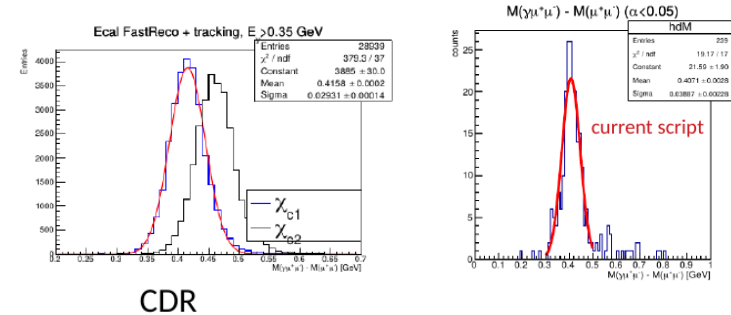 Ecal FastReco + tracking, E >0.35 GeV
γ
Entries 28939
χ² / ndf 379.3 / 37
Constant 3885 ± 30.0
Mean 0.4158 ± 0.0002
Sigma 0.02931 ± 0.00014
Entries
4000
3500
3000
2500
2000
1500
1000
500
0
χc1
χc2
0.2 0.25 0.3 0.35 0.4 0.45 0.5 0.55 0.6 0.65 0.7
M(γμ⁺μ⁻) - M(μ⁺μ⁻) [GeV]
CDR
M(γμ⁺μ⁻) - M(μ⁺μ⁻) (α<0.05)
hdM
Entries 229
χ² / ndf 19.17 / 17
Constant 21.59 ± 1.90
Mean 0.4071 ± 0.0028
Sigma 0.03887 ± 0.00228
counts
25
20
15
10
5
0
current script
0 0.1 0.2 0.3 0.4 0.5 0.6 0.7 0.8 0.9 1
M(γμ⁺μ⁻) - M(μ⁺μ⁻) [GeV]